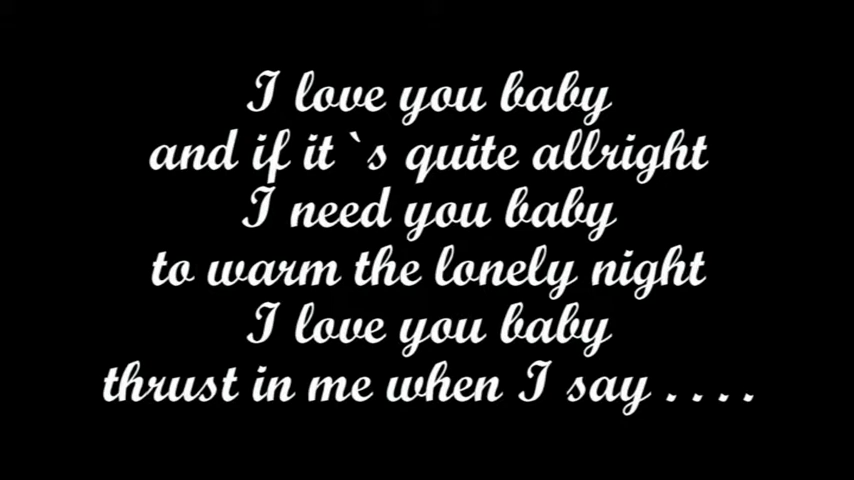 I love you baby
and if it`s quite allright
I need you baby
to warm the lonely night
I love you baby
thrust in me when I say . . . .